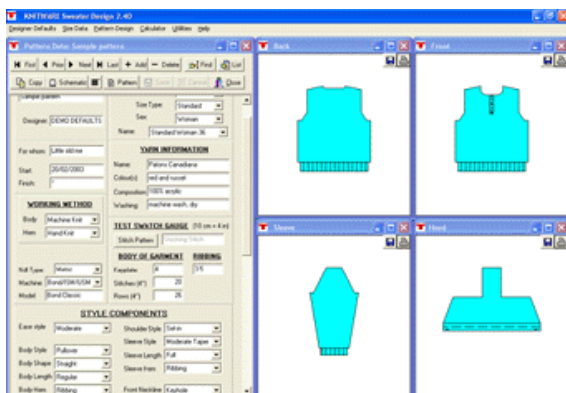 KNITWARE Sweater Design 2.40
Designer Defaults Size Data Pattern Design Calculator Utilities Help
Pattern Data: Sample pattern
First Prev Next Last Add Delete Find List
Copy Schematic Pattern Save Cancel Close
Sample pattern
Size Type: Standard
Designer: DEMO DEFAULTS
Sex: Woman
Name: Standard Woman 36
For whom: Little old me
Start: 20/02/2003
Finish:
YARN INFORMATION
Name: Patons Canadiana
Colour(s): red and russet
Composition: 100% acrylic
Washing: machine wash, dry
WORKING METHOD
Body Machine Knit
Hem Hand Knit
TEST SWATCH GAUGE (10 cm = 4 in)
Stitch Pattern Stocking Stitch
BODY OF GARMENT RIBBING
Ndl Type: Metric
Keyplate: 4 3.5
Machine: Bond/ISM/USM
Stitches (4") 20
Model: Bond Classic
Rows (4") 26
STYLE COMPONENTS
Ease style Moderate
Shoulder Style Set-in
Sleeve Style Moderate Taper
Body Style Pullover
Sleeve Length Full
Body Shape Straight
Sleeve Hem Ribbing
Body Length Regular
Body Hem Ribbing
Front Neckline Keyhole
Back
Front
Sleeve
Hood